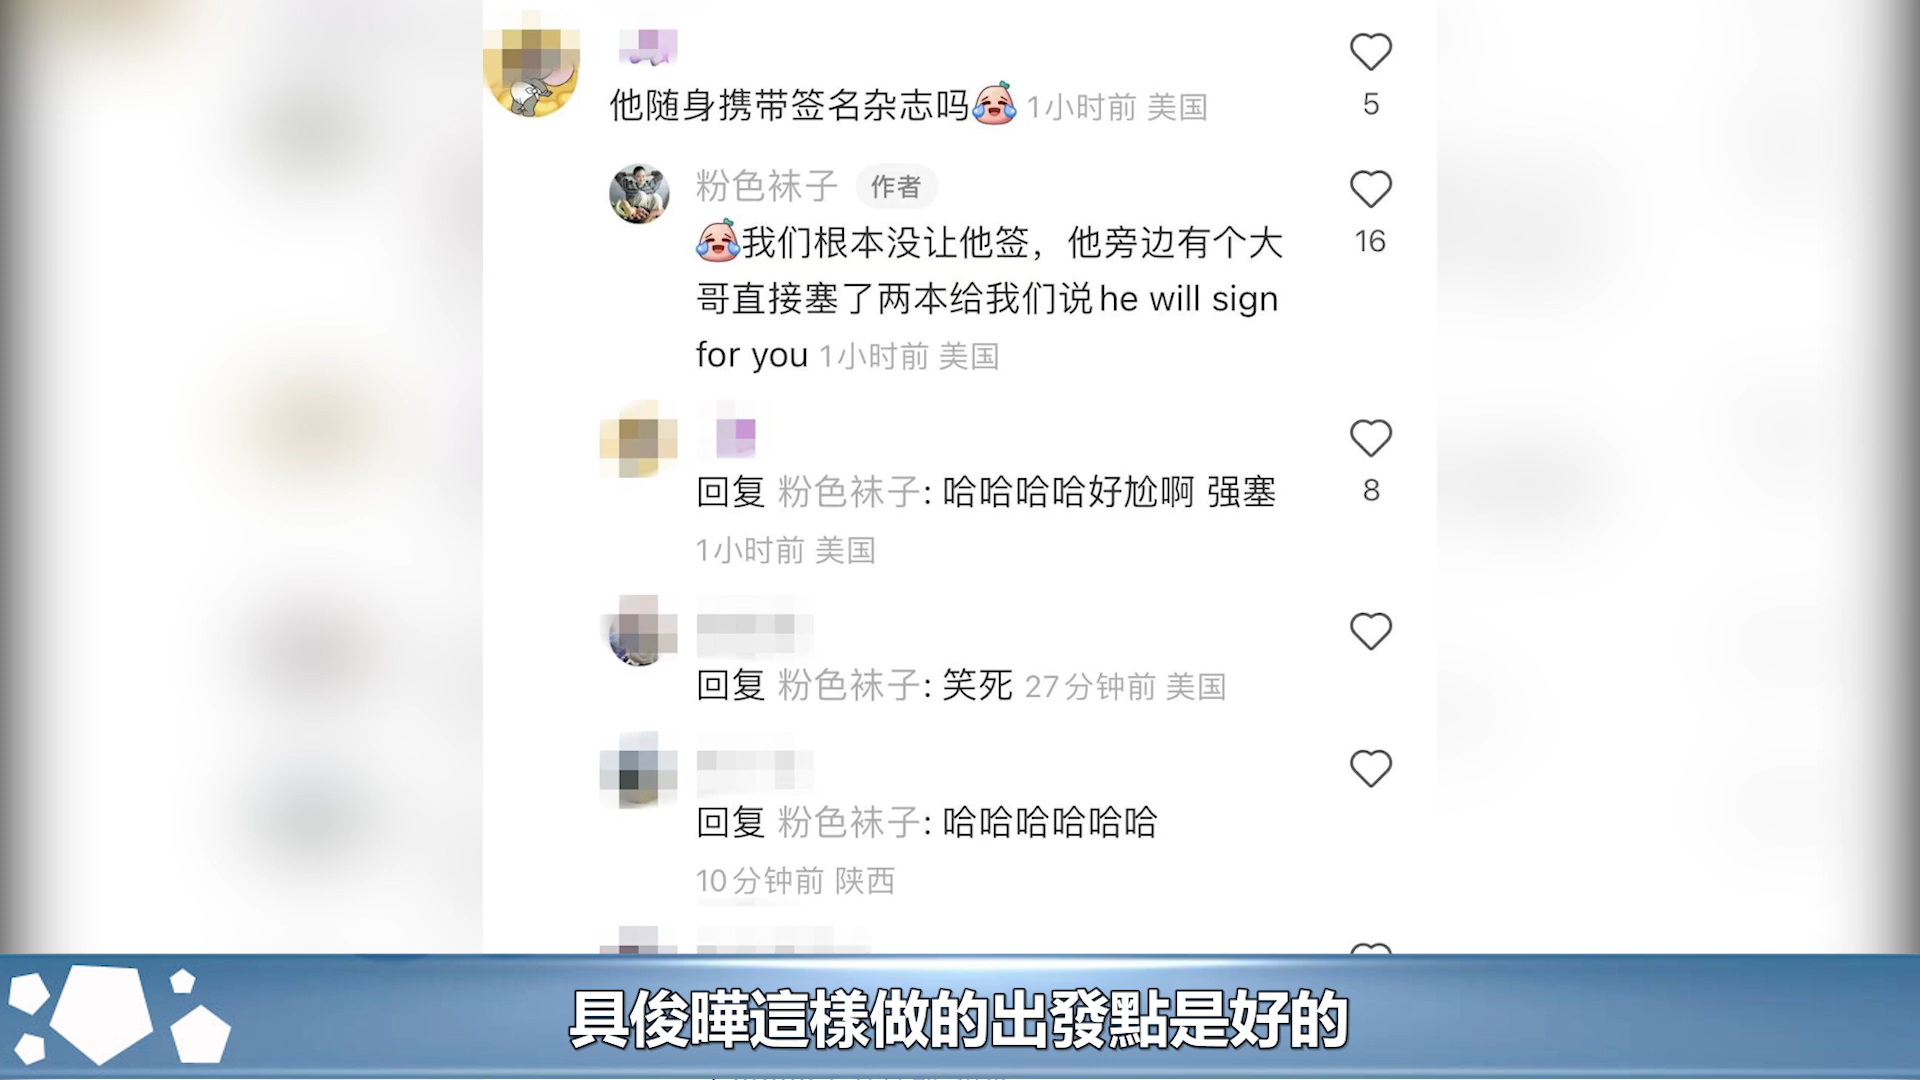 他随身携带签名杂志吗 1小时前 美国
5
粉色袜子 作者
我们根本没让他签，他旁边有个大
16
哥直接塞了两本给我们说he will sign
for you 1小时前 美国
回复 粉色袜子: 哈哈哈哈好尬啊 强塞
8
1小时前 美国
回复 粉色袜子: 笑死 27分钟前 美国
回复 粉色袜子: 哈哈哈哈哈哈
10分钟前 陕西
具俊曄這樣做的出發點是好的